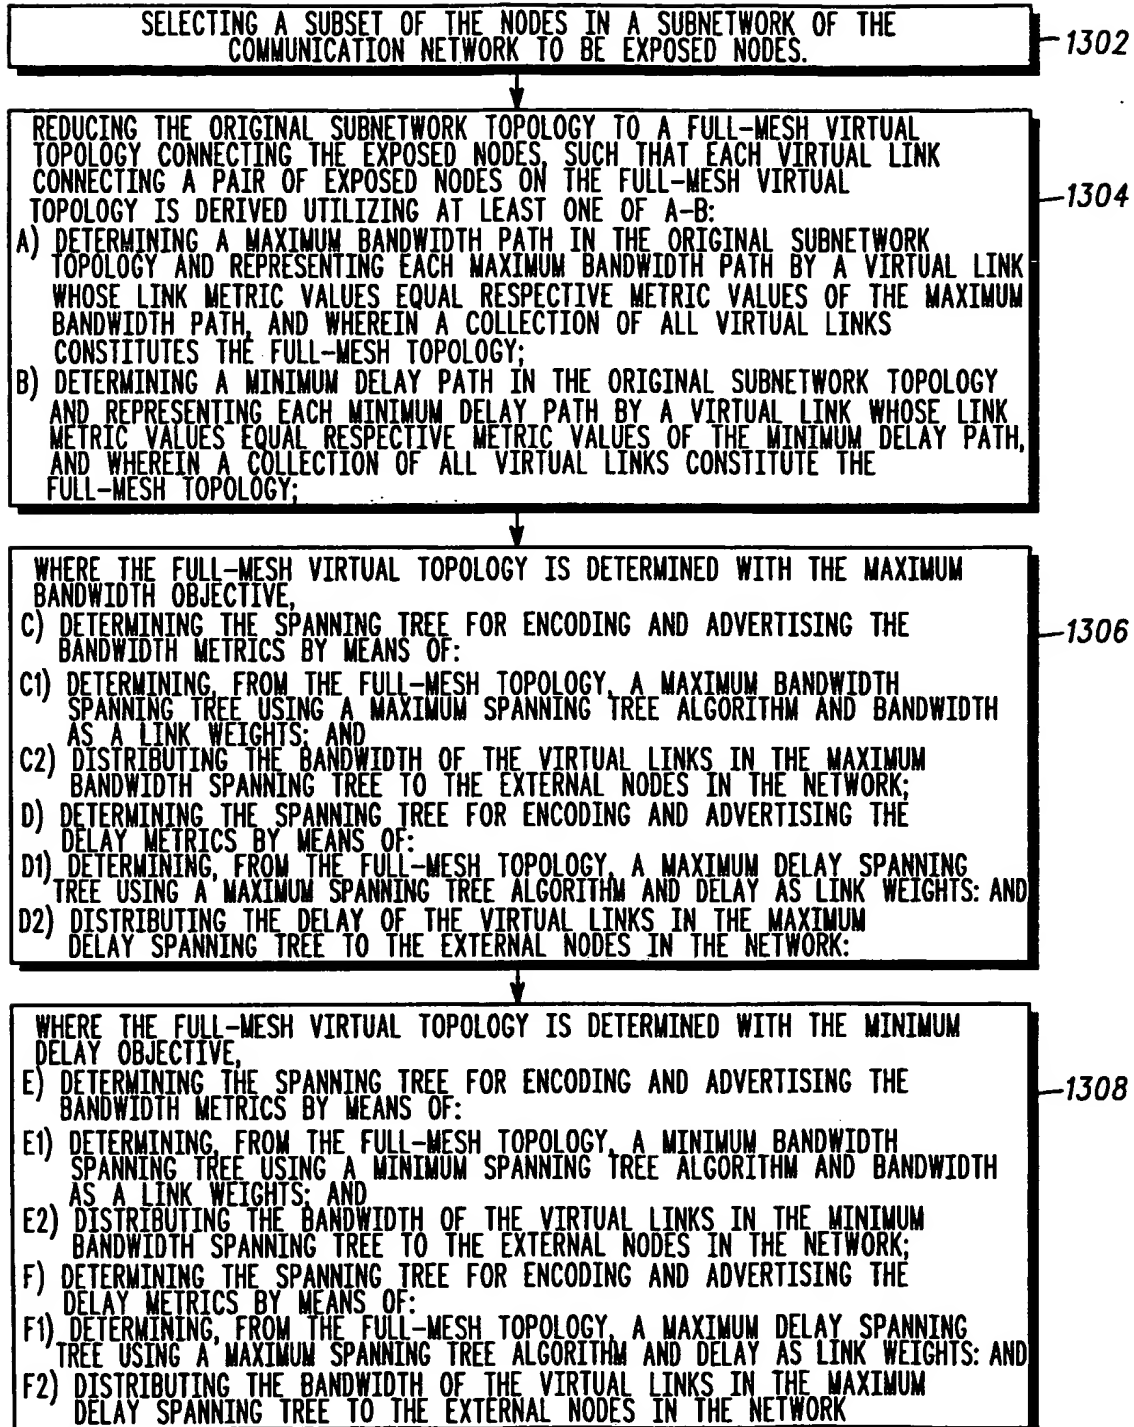 SELECTING A SUBSET OF THE NODES IN A SUBNETWORK OF THE
COMMUNICATION NETWORK TO BE EXPOSED NODES.
1302
REDUCING THE ORIGINAL SUBNETWORK TOPOLOGY TO A FULL-MESH VIRTUAL
TOPOLOGY CONNECTING THE EXPOSED NODES, SUCH THAT EACH VIRTUAL LINK
CONNECTING A PAIR OF EXPOSED NODES ON THE FULL-MESH VIRTUAL
TOPOLOGY IS DERIVED UTILIZING AT LEAST ONE OF A-B:
1304
A) DETERMINING A MAXIMUM BANDWIDTH PATH IN THE ORIGINAL SUBNETWORK
TOPOLOGY AND REPRESENTING EACH MAXIMUM BANDWIDTH PATH BY A VIRTUAL LINK
WHOSE LINK METRIC VALUES EQUAL RESPECTIVE METRIC VALUES OF THE MAXIMUM
BANDWIDTH PATH, AND WHEREIN A COLLECTION OF ALL VIRTUAL LINKS
CONSTITUTES THE FULL-MESH TOPOLOGY;
B) DETERMINING A MINIMUM DELAY PATH IN THE ORIGINAL SUBNETWORK TOPOLOGY
AND REPRESENTING EACH MINIMUM DELAY PATH BY A VIRTUAL LINK WHOSE LINK
METRIC VALUES EQUAL RESPECTIVE METRIC VALUES OF THE MINIMUM DELAY PATH,
AND WHEREIN A COLLECTION OF ALL VIRTUAL LINKS CONSTITUTE THE
FULL-MESH TOPOLOGY;
WHERE THE FULL-MESH VIRTUAL TOPOLOGY IS DETERMINED WITH THE MAXIMUM
BANDWIDTH OBJECTIVE,
C) DETERMINING THE SPANNING TREE FOR ENCODING AND ADVERTISING THE
BANDWIDTH METRICS BY MEANS OF:
1306
C1) DETERMINING, FROM THE FULL-MESH TOPOLOGY, A MAXIMUM BANDWIDTH
SPANNING TREE USING A MAXIMUM SPANNING TREE ALGORITHM AND BANDWIDTH
AS A LINK WEIGHTS; AND
C2) DISTRIBUTING THE BANDWIDTH OF THE VIRTUAL LINKS IN THE MAXIMUM
BANDWIDTH SPANNING TREE TO THE EXTERNAL NODES IN THE NETWORK;
D) DETERMINING THE SPANNING TREE FOR ENCODING AND ADVERTISING THE
DELAY METRICS BY MEANS OF:
D1) DETERMINING, FROM THE FULL-MESH TOPOLOGY, A MAXIMUM DELAY SPANNING
TREE USING A MAXIMUM SPANNING TREE ALGORITHM AND DELAY AS LINK WEIGHTS: AND
D2) DISTRIBUTING THE DELAY OF THE VIRTUAL LINKS IN THE MAXIMUM
DELAY SPANNING TREE TO THE EXTERNAL NODES IN THE NETWORK:
WHERE THE FULL-MESH VIRTUAL TOPOLOGY IS DETERMINED WITH THE MINIMUM
DELAY OBJECTIVE,
E) DETERMINING THE SPANNING TREE FOR ENCODING AND ADVERTISING THE
BANDWIDTH METRICS BY MEANS OF:
1308
E1) DETERMINING, FROM THE FULL-MESH TOPOLOGY, A MINIMUM BANDWIDTH
SPANNING TREE USING A MINIMUM SPANNING TREE ALGORITHM AND BANDWIDTH
AS A LINK WEIGHTS; AND
E2) DISTRIBUTING THE BANDWIDTH OF THE VIRTUAL LINKS IN THE MINIMUM
BANDWIDTH SPANNING TREE TO THE EXTERNAL NODES IN THE NETWORK;
F) DETERMINING THE SPANNING TREE FOR ENCODING AND ADVERTISING THE
DELAY METRICS BY MEANS OF:
F1) DETERMINING, FROM THE FULL-MESH TOPOLOGY, A MAXIMUM DELAY SPANNING
TREE USING A MAXIMUM SPANNING TREE ALGORITHM AND DELAY AS LINK WEIGHTS: AND
F2) DISTRIBUTING THE BANDWIDTH OF THE VIRTUAL LINKS IN THE MAXIMUM
DELAY SPANNING TREE TO THE EXTERNAL NODES IN THE NETWORK